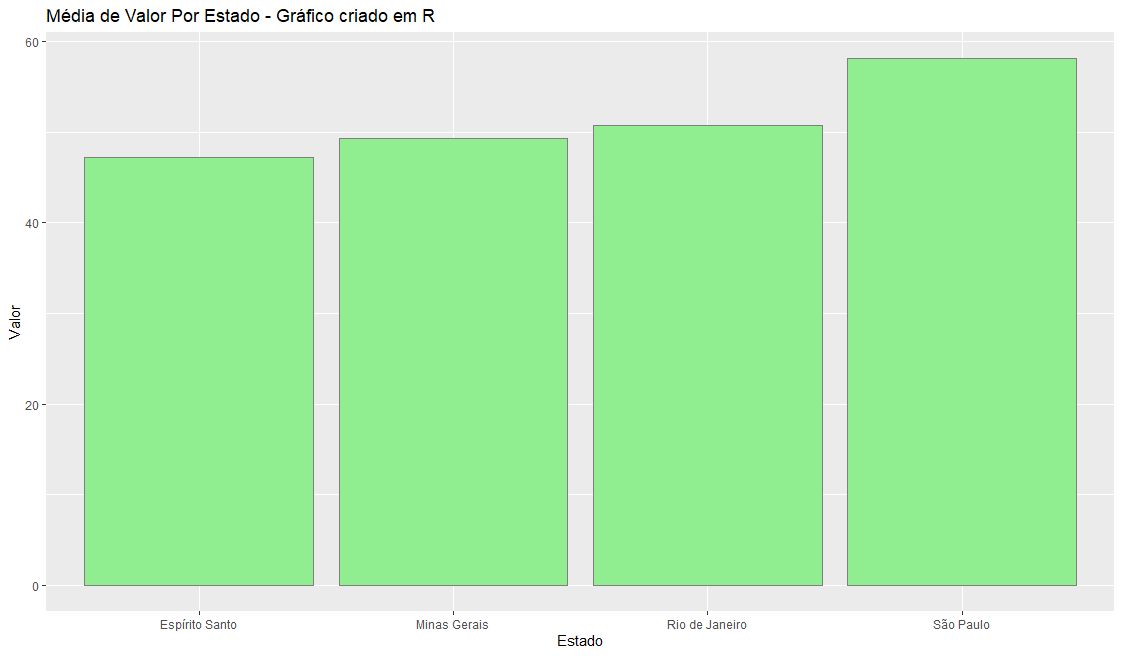 Média de Valor Por Estado - Gráfico criado em R
60
40
20
0
Valor
Espírito Santo
Minas Gerais
Rio de Janeiro
São Paulo
Estado